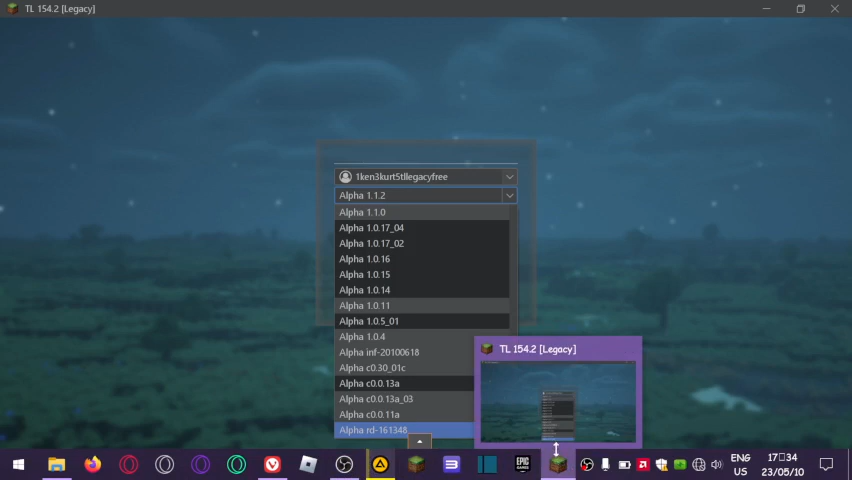 TL 154.2 [Legacy]
1ken3kurt5tllegacyfree
Alpha 1.1.2
Alpha 1.1.0
Alpha 1.0.17_04
Alpha 1.0.17_02
Alpha 1.0.16
Alpha 1.0.15
Alpha 1.0.14
Alpha 1.0.11
Alpha 1.0.5_01
Alpha 1.0.4
Alpha inf-20100618
Alpha c0.30_01c
Alpha c0.0.13a
Alpha c0.0.13a_03
Alpha c0.0.11a
Alpha rd-161348
TL 154.2 [Legacy]
EPIC
GAMES
ENG
US
17□34
23/05/10